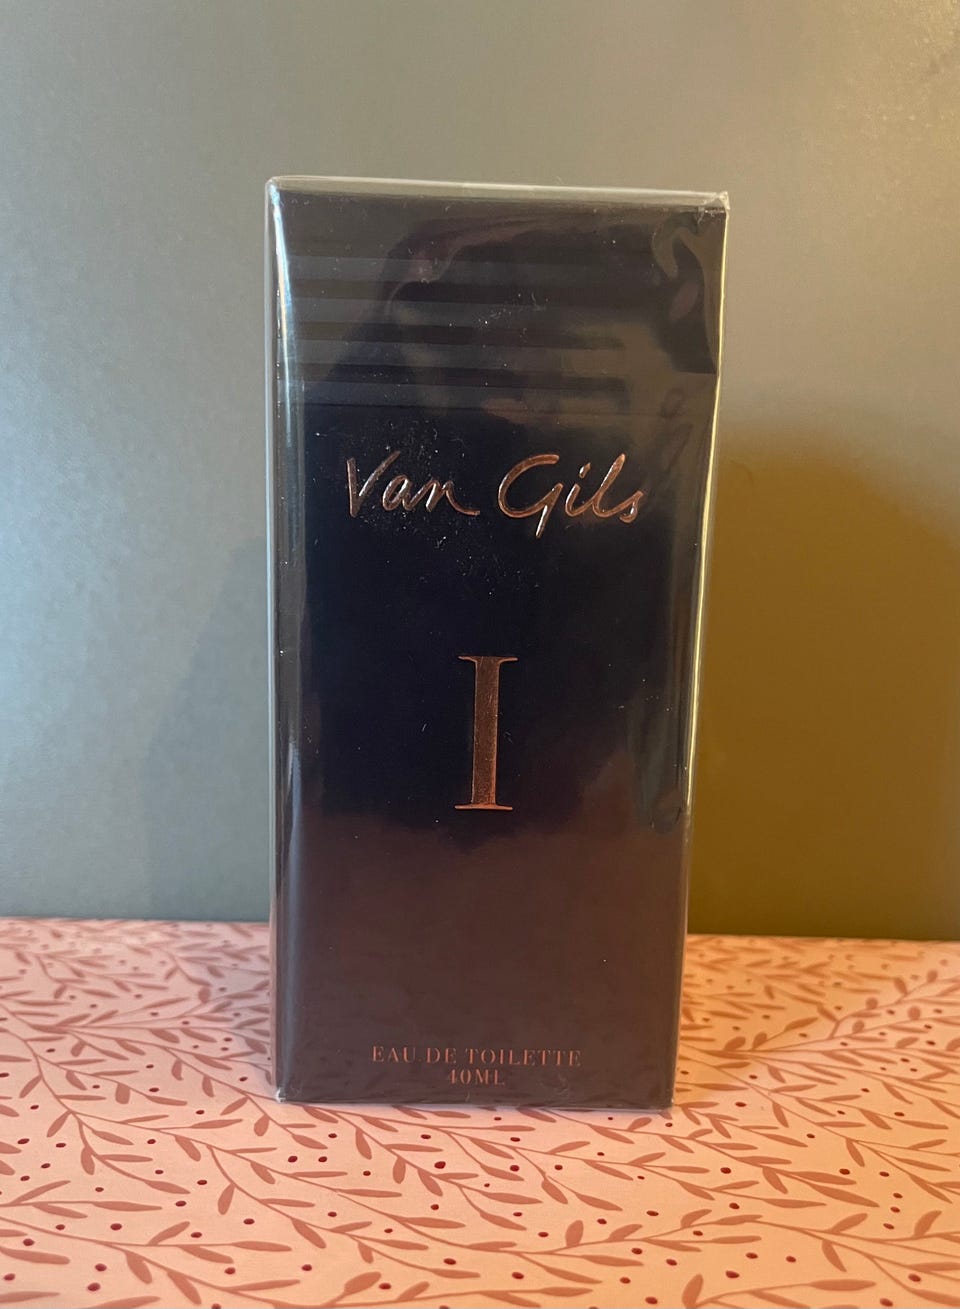 Van Gils
I
EAU DE TOILETTE
40ML